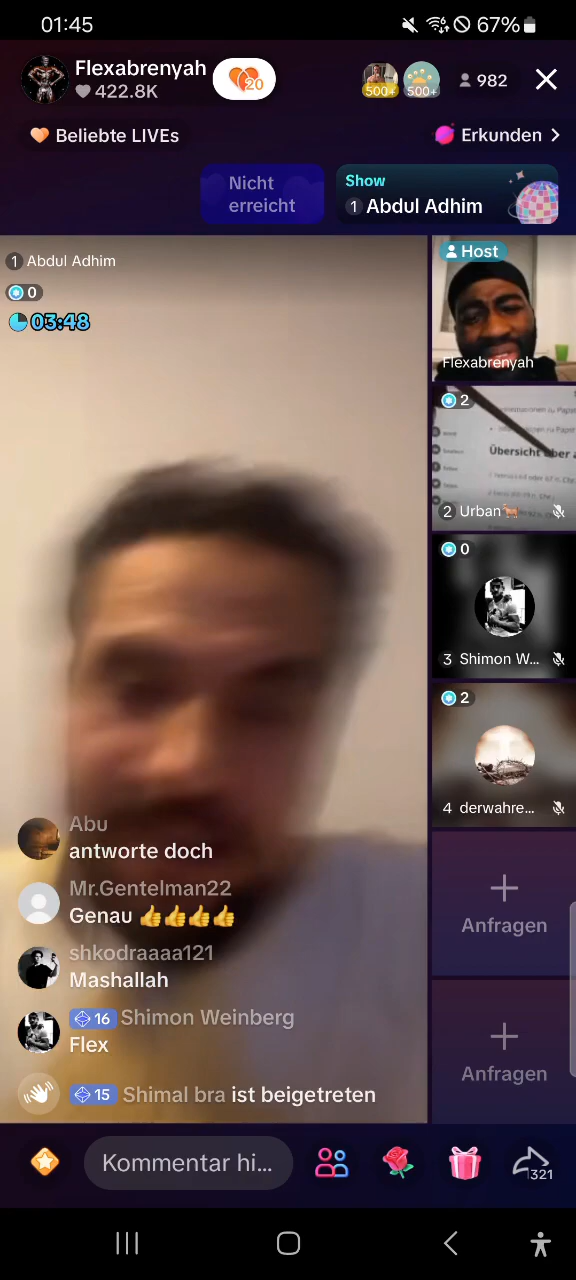 01:45
67%
Flexabrenyah
422.8K
20
500+
500+
982
Beliebte LIVEs
Erkunden
Nicht
erreicht
Show
1 Abdul Adhim
1 Abdul Adhim
0
03:48
Host
Flexabrenyah
2
Übersicht über a
2 Urban
0
3 Shimon W...
2
4 derwahre...
Anfragen
Anfragen
Abu
antworte doch
Mr.Gentelman22
Genau 👍👍👍👍
shkodraaaa121
Mashallah
16 Shimon Weinberg
Flex
15 Shimal bra ist beigetreten
Kommentar hi...
321